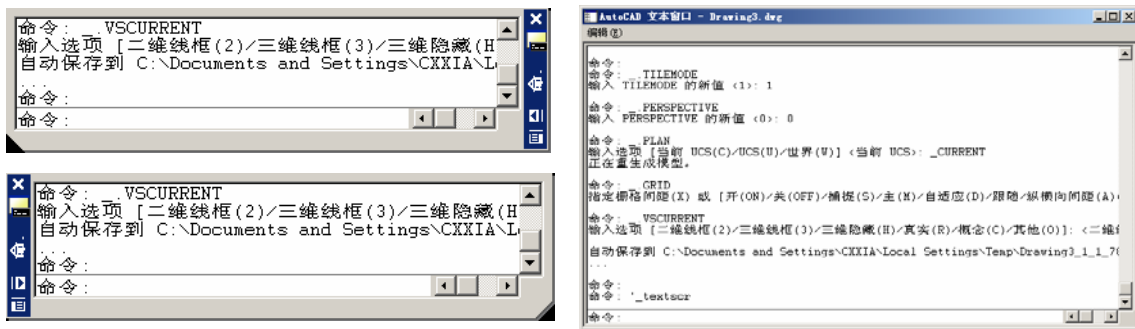 命令: _.VSCURRENT
输入选项 [二维线框(2)/三维线框(3)/三维隐藏(H
自动保存到 C:\Documents and Settings\CXXIA\L
...
命令:
命令:
命令: _.VSCURRENT
输入选项 [二维线框(2)/三维线框(3)/三维隐藏(H
自动保存到 C:\Documents and Settings\CXXIA\L
...
命令:
命令:
AutoCAD 文本窗口 - Drawing3.dwg
编辑(E)
命令:
命令: _.TILEMODE
输入 TILEMODE 的新值 <1>: 1
命令: _.PERSPECTIVE
输入 PERSPECTIVE 的新值 <0>: 0
命令: _.PLAN
输入选项 [当前 UCS(C)/UCS(U)/世界(W)] <当前 UCS>: _CURRENT
正在重生成模型。
命令: _.GRID
指定栅格间距(X) 或 [开(ON)/关(OFF)/捕捉(S)/主(M)/自适应(D)/跟随/纵横向间距(A)
命令: _.VSCURRENT
输入选项 [二维线框(2)/三维线框(3)/三维隐藏(H)/真实(R)/概念(C)/其他(O)]: <二维
自动保存到 C:\Documents and Settings\CXXIA\Local Settings\Temp\Drawing3_1_1_7
...
命令:
命令: '_textscr
命令: